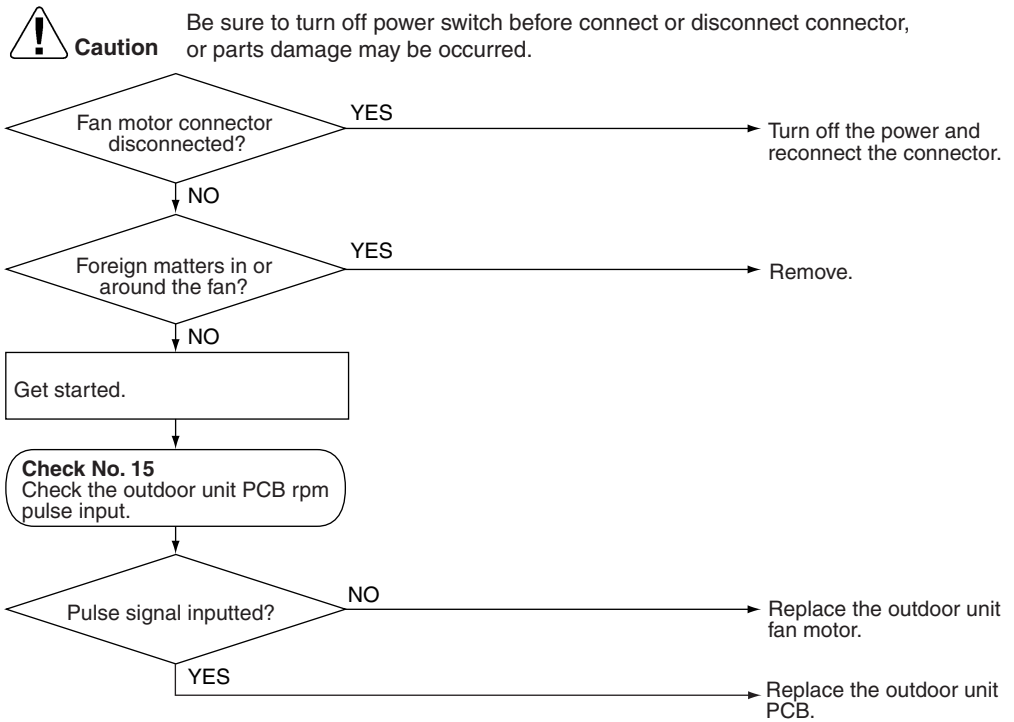 Be sure to turn off power switch before connect or disconnect connector,
Caution
or parts damage may be occurred.
Fan motor connector
disconnected?
YES
Turn off the power and
reconnect the connector.
NO
Foreign matters in or
around the fan?
YES
Remove.
NO
Get started.
Check No. 15
Check the outdoor unit PCB rpm
pulse input.
Pulse signal inputted?
NO
Replace the outdoor unit
fan motor.
YES
Replace the outdoor unit
PCB.